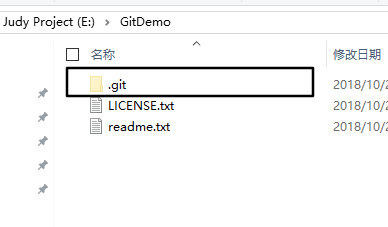 Judy Project (E:) > GitDemo
名称 修改日期
.git 2018/10/2
LICENSE.txt 2018/10/2
readme.txt 2018/10/2